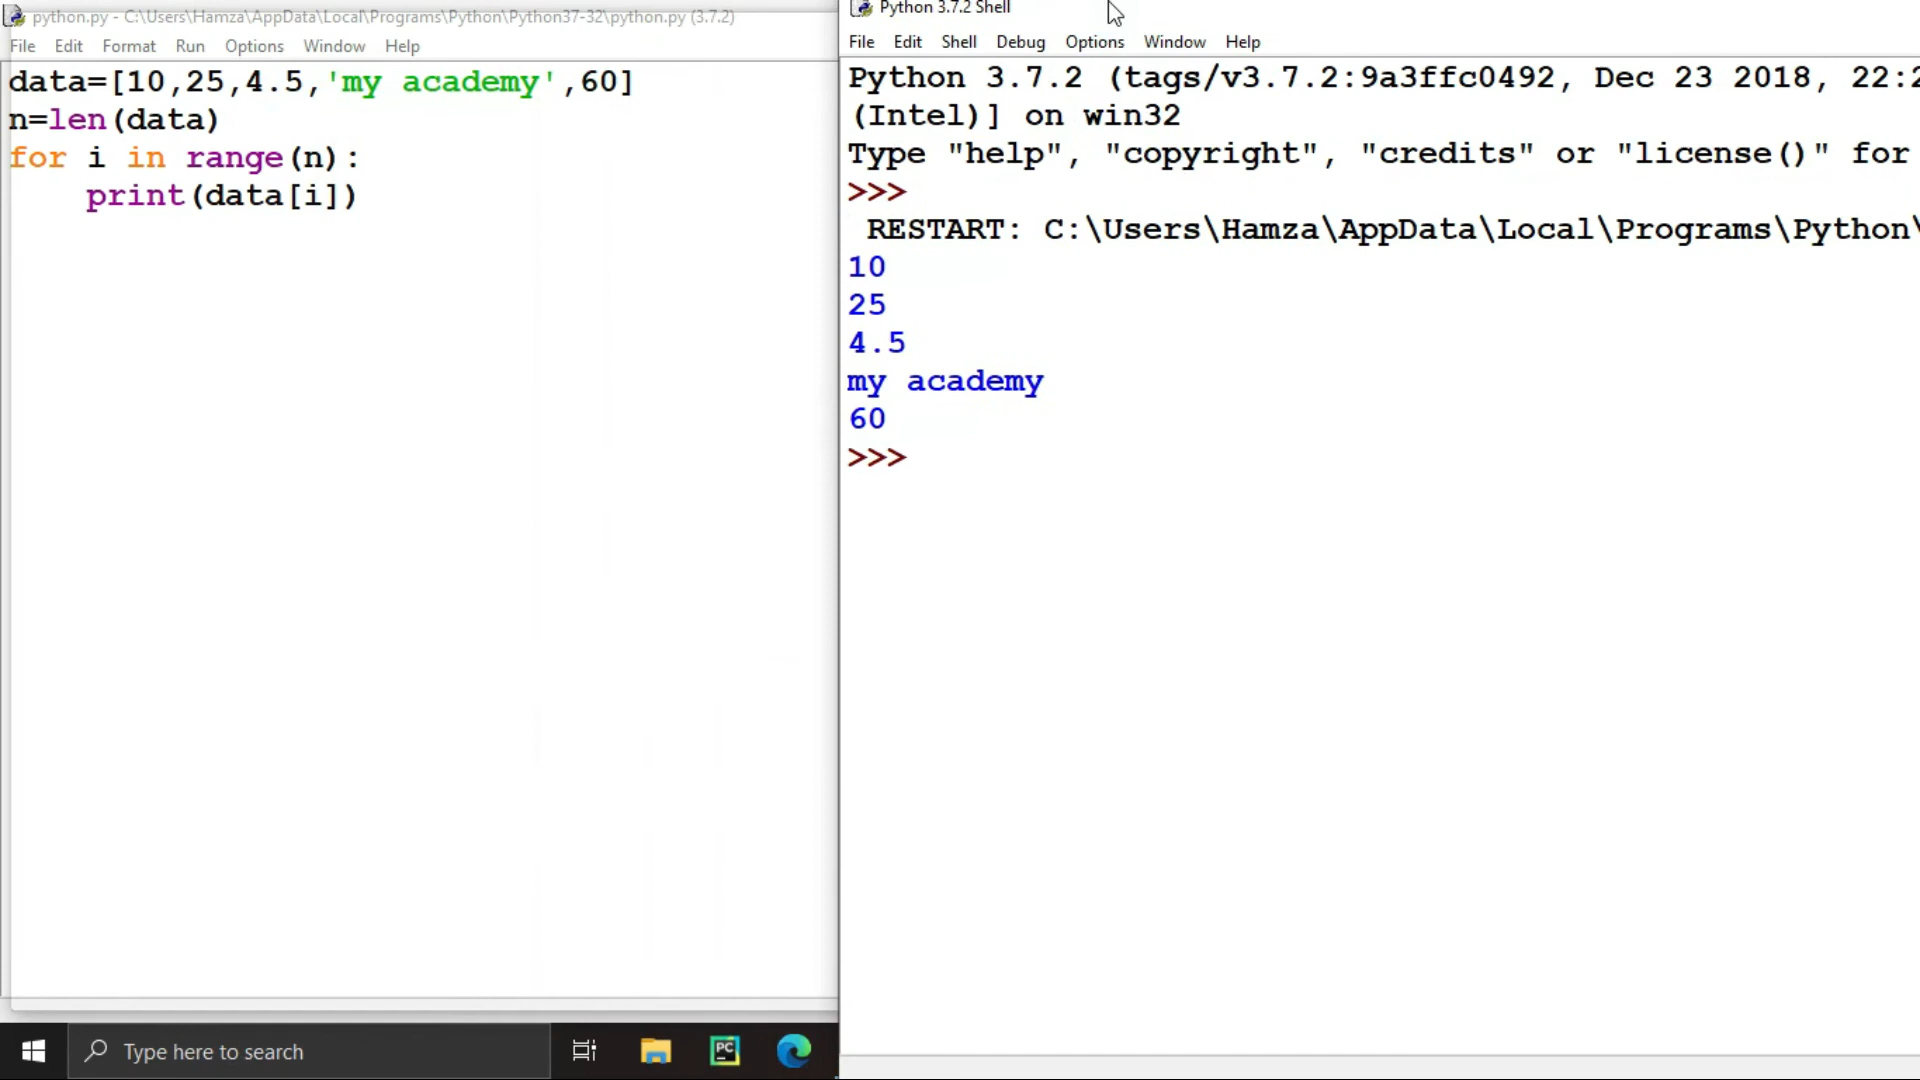 python.py - C:\Users\Hamza\AppData\Local\Programs\Python\Python37-32\python.py (3.7.2)
File Edit Format Run Options Window Help
data=[10,25,4.5,'my academy',60]
n=len(data)
for i in range(n):
    print(data[i])
Python 3.7.2 Shell
File Edit Shell Debug Options Window Help
Python 3.7.2 (tags/v3.7.2:9a3ffc0492, Dec 23 2018, 22:2
(Intel)] on win32
Type "help", "copyright", "credits" or "license()" for
>>>
RESTART: C:\Users\Hamza\AppData\Local\Programs\Python\
10
25
4.5
my academy
60
>>>
Type here to search
PC